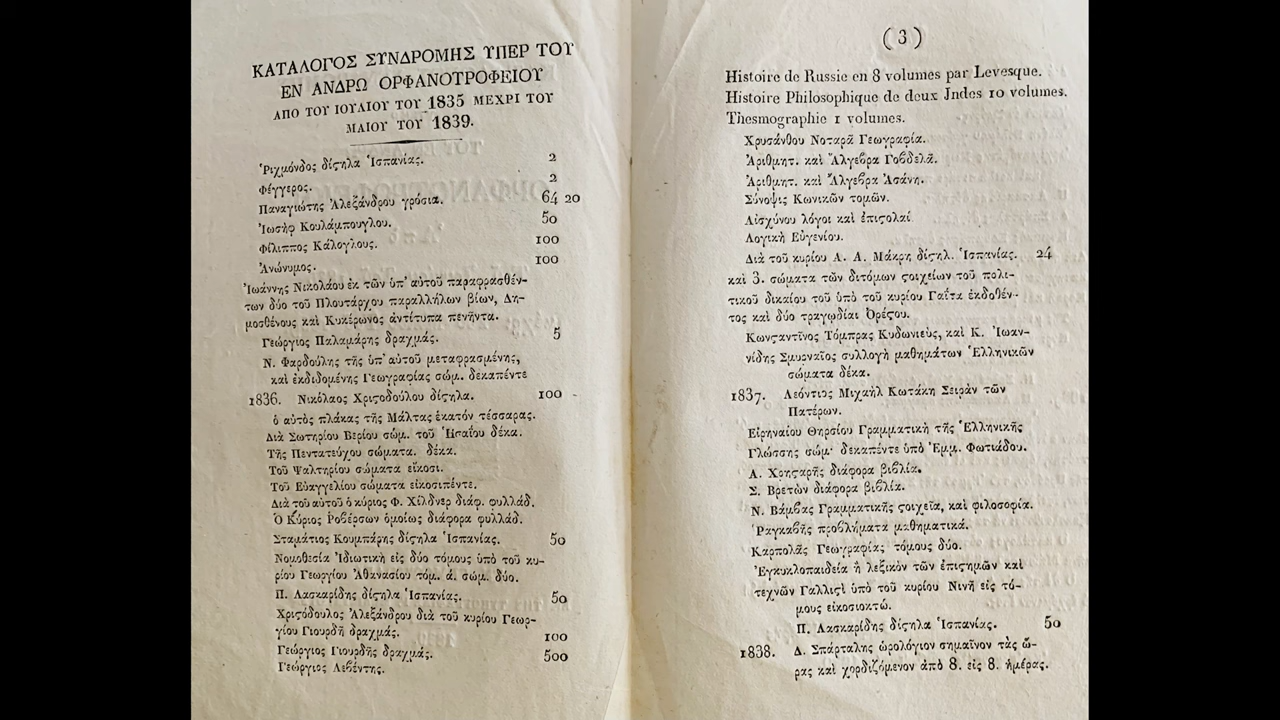 ΚΑΤΑΛΟΓΟΣ ΣΥΝΔΡΟΜΗΣ ΥΠΕΡ ΤΟΥ
ΕΝ ΑΝΔΡΩ ΟΡΦΑΝΟΤΡΟΦΕΙΟΥ
ΑΠΟ ΤΟΥ ΙΟΥΛΙΟΥ ΤΟΥ 1835 ΜΕΧΡΙ ΤΟΥ
ΜΑΙΟΥ ΤΟΥ 1839.
Ῥιχμόνδος δίςηλα Ἱσπανίας. 2
Φέγγερος. 2
Παναγιώτης Ἀλεξάνδρου γρόσια. 64 20
Ἰωσὴφ Κουλάμπουγλου. 50
Φίλιππος Κάλογλους. 100
Ἀνώνυμος. 100
Ἰωάννης Νικολάου ἐκ τῶν ὑπ' αὐτοῦ παραφρασθέν-
των δύο τοῦ Πλουτάρχου παραλλήλων βίων, Δη-
μοσθένους καὶ Κυκέρωνος ἀντίτυπα πενῆντα.
Γεώργιος Παλαμάρης δραχμάς. 5
Ν. Φαρδούλης τῆς ὑπ' αὐτοῦ μεταφρασμένης,
καὶ ἐκδιδομένης Γεωγραφίας σώμ. δεκαπέντε
1836. Νικόλαος Χριςοδούλου δίςηλα. 100
ὁ αὐτὸς πλάκας τῆς Μάλτας ἑκατόν τέσσαρας.
Διὰ Σωτηρίου Βερίου σώμ. τοῦ Ἡσαΐου δέκα.
Τῆς Πεντατεύχου σώματα. δέκα.
Τοῦ Ψαλτηρίου σώματα εἴκοσι.
Τοῦ Εὐαγγελίου σώματα εἰκοσιπέντε.
Διὰ τοῦ αὐτοῦ ὁ κύριος Φ. Χίλδνερ διάφ. φυλλάδ.
Ὁ Κύριος Ροβέρσων ὁμοίως διάφορα φυλλάδ.
Σταμάτιος Κουμπάρης δίςηλα Ἱσπανίας. 50
Νομοθεσία Ἰδιωτικὴ εἰς δύο τόμους ὑπὸ τοῦ κυ-
ρίου Γεωργίου Ἀθανασίου τόμ. ά. σώμ. δύο.
Π. Λασκαρίδης δίςηλα Ἱσπανίας. 50
Χριςόδουλος Ἀλεξάνδρου διὰ τοῦ κυρίου Γεωρ-
γίου Γιουρδῆ δραχμάς. 100
Γεώργιος Γιουρδῆς δραχμάς. 500
Γεώργιος Λεβέντης.
(3)
Histoire de Russie en 8 volumes par Levesque.
Histoire Philosophique de deux Jndes 10 volumes.
Thesmographie 1 volumes.
Χρυσάνθου Νοταρᾶ Γεωγραφία.
Ἀριθμητ. καὶ Ἄλγεβρα Γοβδελᾶ.
Ἀριθμητ. καὶ Ἄλγεβρα Ἀσάνη.
Σύνοψις Κωνικῶν τομῶν.
Αἰσχύνου λόγοι καὶ ἐπιςολαί
Λογικὴ Εὐγενίου.
Διὰ τοῦ κυρίου Α. Α. Μάκρη δίςηλ. Ἱσπανίας. 24
καὶ 3. σώματα τῶν διτόμων ςοιχείων τοῦ πολι-
τικοῦ δικαίου τοῦ ὑπὸ τοῦ κυρίου Γαΐτα ἐκδοθέν-
τος καὶ δύο τραγῳδίαι Ὀρέςου.
Κωνςαντῖνος Τόμπρας Κυδωνιεὺς, καὶ Κ. Ἰωαν-
νίδης Σμυρναῖος συλλογὴ μαθημάτων Ἑλληνικῶν
σώματα δέκα.
1837. Λεόντιος Μιχαὴλ Κωτάκη Σειρὰν τῶν
Πατέρων.
Εἰρηναίου Θηρσίου Γραμματικὴ τῆς Ἑλληνικῆς
Γλώσσης σώμ· δεκαπέντε ὑπὸ Ἐμμ. Φωτιάδου.
Α. Χρηςαρῆς διάφορα βιβλία.
Σ. Βρετὼν διάφορα βιβλία.
Ν. Βάμβας Γραμματικῆς ςοιχεῖα, καὶ φιλοσοφία.
Ῥαγκαβῆς προβλήματα μαθηματικά.
Καρπολᾶς Γεωγραφίας τόμους δύο.
Ἐγκυκλοπαιδεία ἢ λεξικὸν τῶν ἐπιςημῶν καὶ
τεχνῶν Γαλλιςὶ ὑπὸ τοῦ κυρίου Νινῆ εἰς τό-
μους εἰκοσιοκτώ.
Π. Λασκαρίδης δίςηλα Ἱσπανίας. 50
1838. Δ. Σπάρταλης ὡρολόγιον σημαῖνον τὰς ὥ-
ρας καὶ χορδιζόμενον ἀπὸ 8. εἰς 8. ἡμέρας.